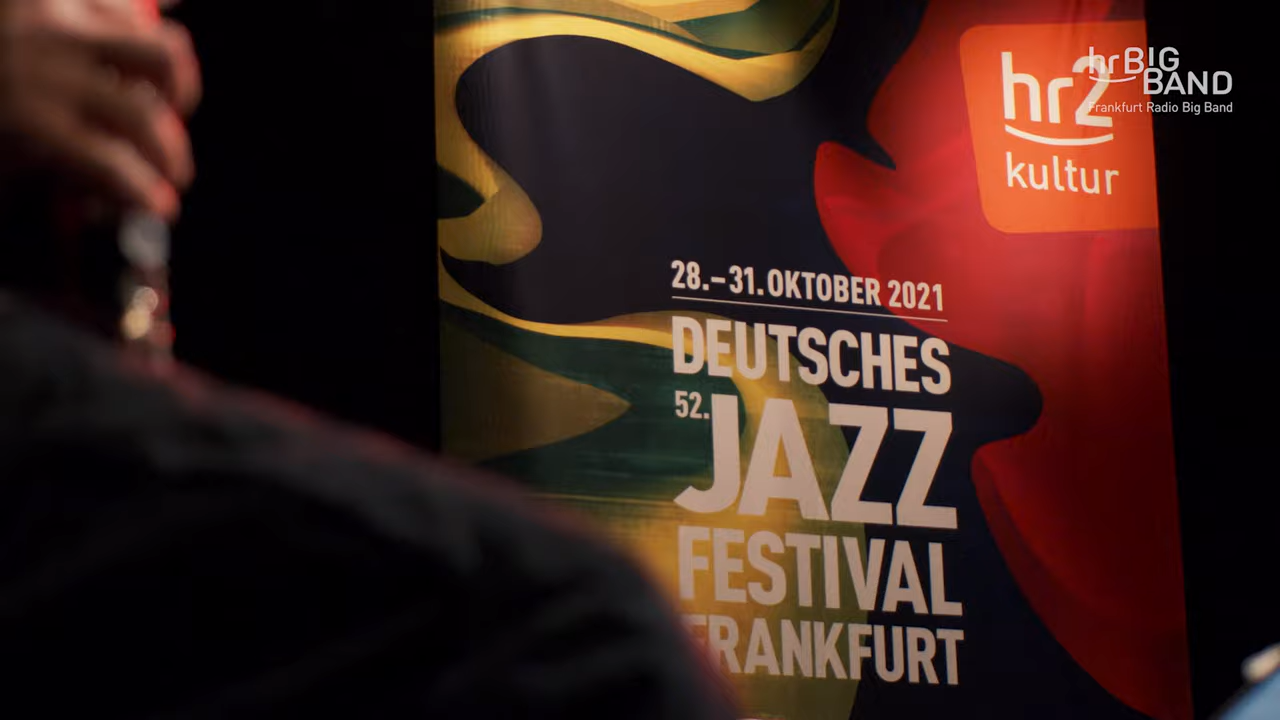 hr2
kultur
hr BIG
BAND
Frankfurt Radio Big Band
28.–31. OKTOBER 2021
DEUTSCHES
52. JAZZ
FESTIVAL
FRANKFURT